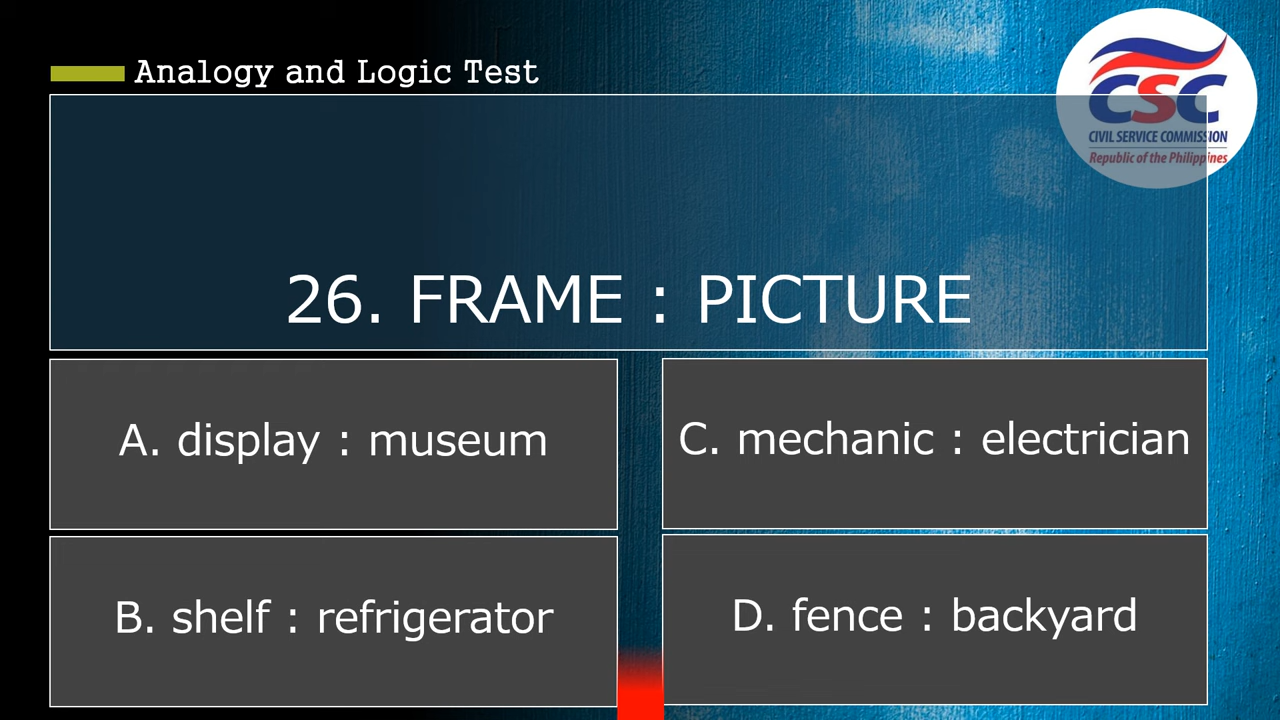 Analogy and Logic Test
CSC
CIVIL SERVICE COMMISSION
Republic of the Philippines
26. FRAME : PICTURE
A. display : museum
C. mechanic : electrician
B. shelf : refrigerator
D. fence : backyard